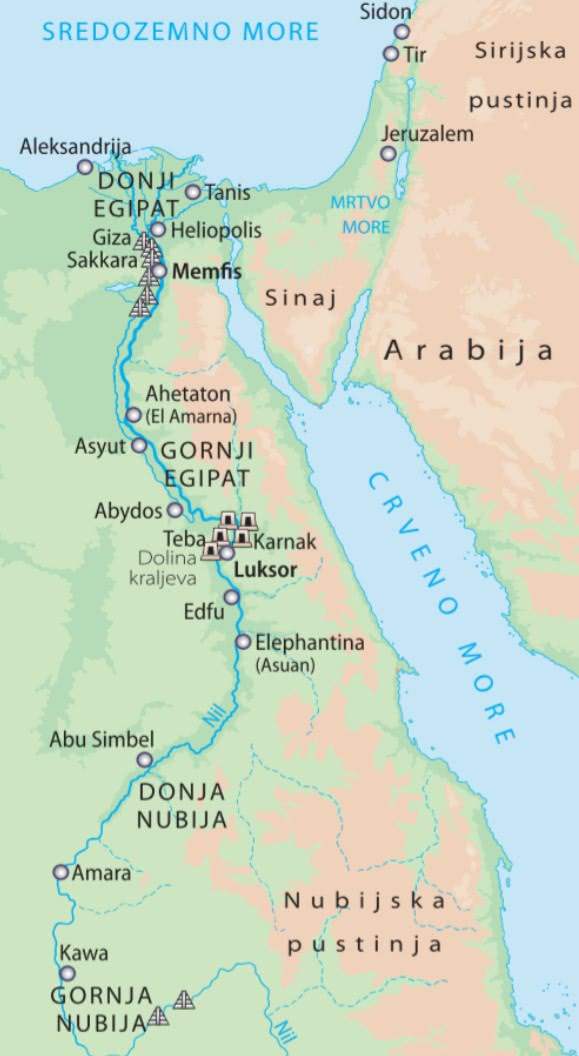 Sidon
SREDOZEMNO MORE
Tir
Sirijska
pustinja
Jeruzalem
Aleksandrija
DONJI
EGIPAT
Tanis
MRTVO
MORE
Heliopolis
Giza
Sakkara
Memfis
Sinaj
Arabija
Ahetaton
(El Amarna)
Asyut
GORNJI
EGIPAT
CRVENO MORE
Abydos
Teba
Karnak
Dolina
kraljeva
Luksor
Edfu
Elephantina
(Asuan)
Nil
Abu Simbel
DONJA
NUBIJA
Amara
Nubijska
pustinja
Kawa
GORNJA
NUBIJA
Nil